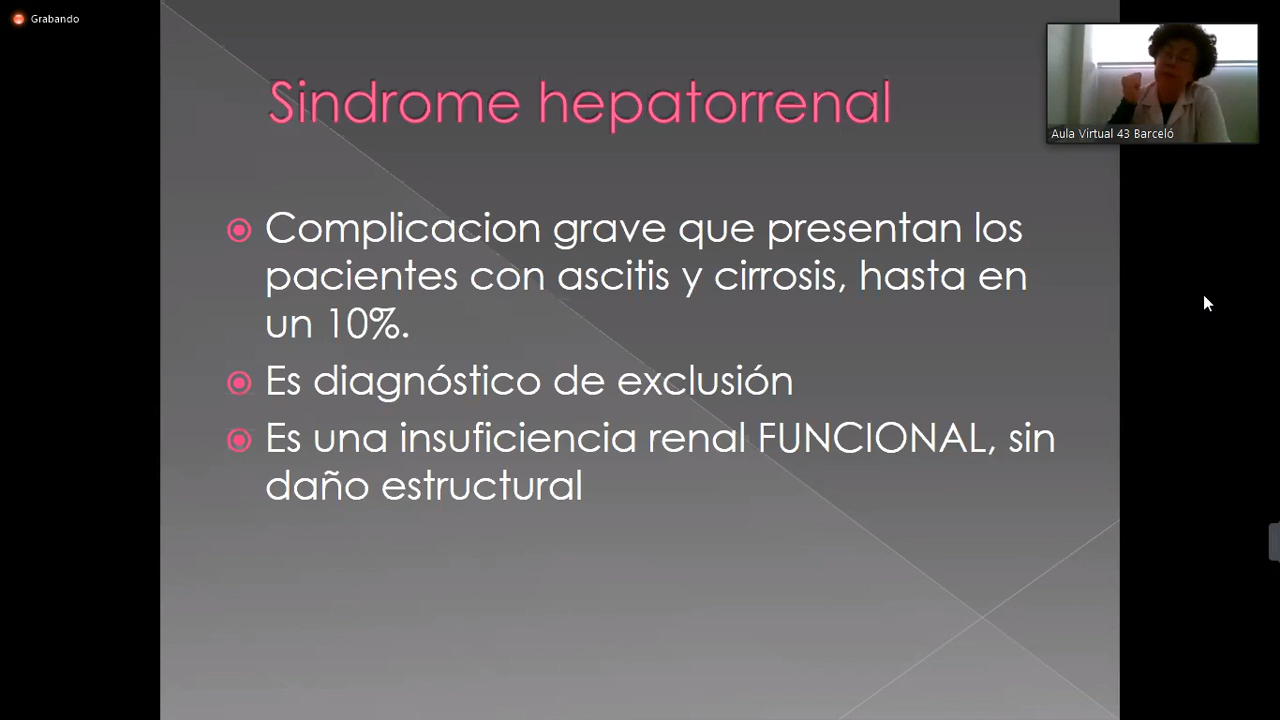 Grabando
Sindrome hepatorrenal
Aula Virtual 43 Barceló
Complicacion grave que presentan los
pacientes con ascitis y cirrosis, hasta en
un 10%.
Es diagnóstico de exclusión
Es una insuficiencia renal FUNCIONAL, sin
daño estructural